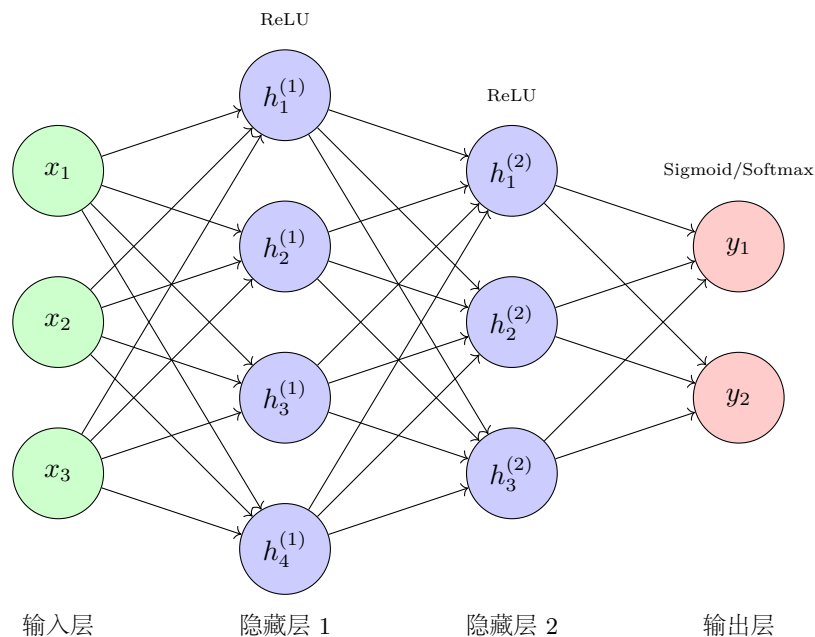 ReLU
ReLU
Sigmoid/Softmax
x₁
x₂
x₃
h₁⁽¹⁾
h₂⁽¹⁾
h₃⁽¹⁾
h₄⁽¹⁾
h₁⁽²⁾
h₂⁽²⁾
h₃⁽²⁾
y₁
y₂
输入层 隐藏层 1 隐藏层 2 输出层